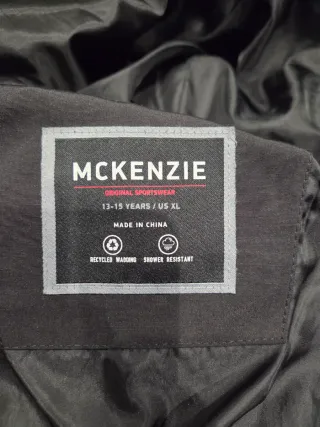 MCKENZIE
ORIGINAL SPORTSWEAR
13-15 YEARS / US XL
MADE IN CHINA
RECYCLED WADDING SHOWER RESISTANT